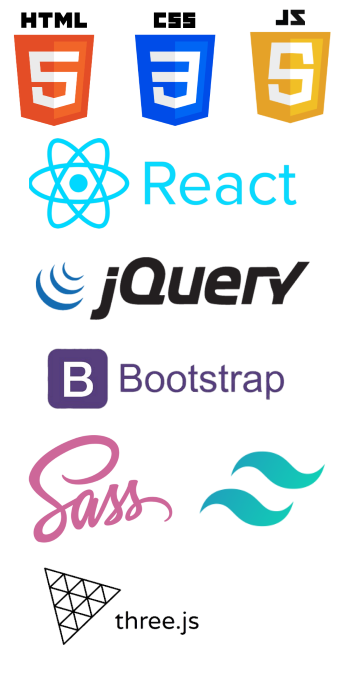 HTML CSS JS
5 3 5
React
jQuery
B Bootstrap
Sass
three.js